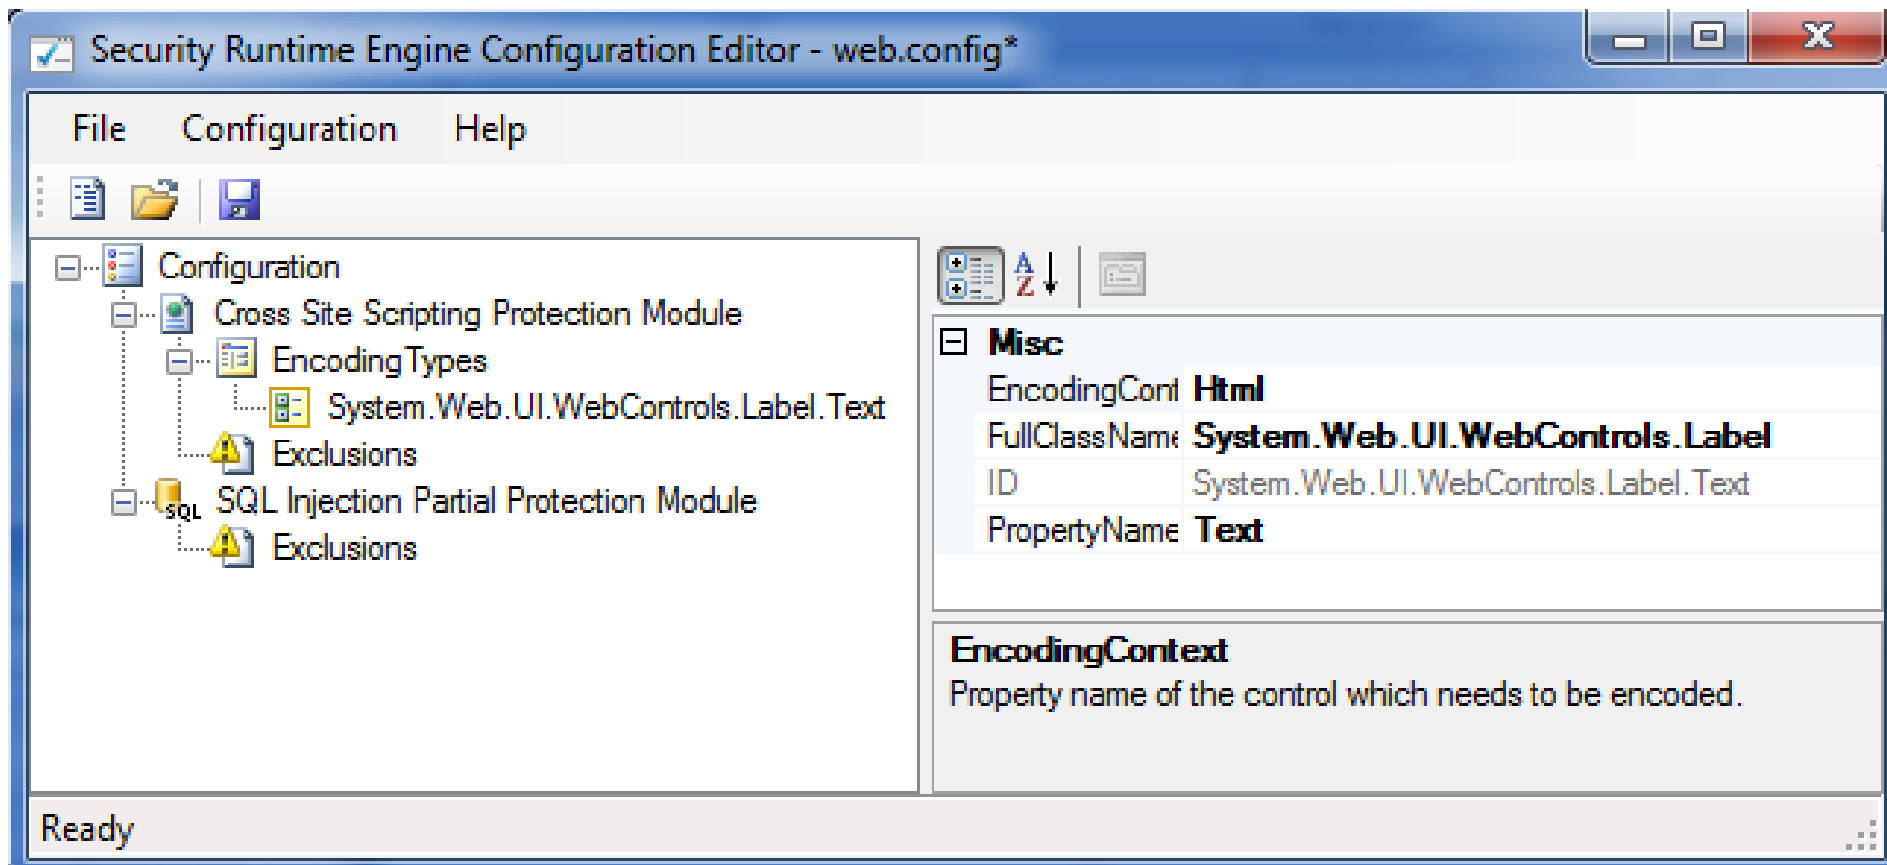 Security Runtime Engine Configuration Editor - web.config*
File Configuration Help
Configuration
Cross Site Scripting Protection Module
EncodingTypes
System.Web.UI.WebControls.Label.Text
Exclusions
SQL SQL Injection Partial Protection Module
Exclusions
A
Z
Misc
EncodingCont Html
FullClassName System.Web.UI.WebControls.Label
ID System.Web.UI.WebControls.Label.Text
PropertyName Text
EncodingContext
Property name of the control which needs to be encoded.
Ready